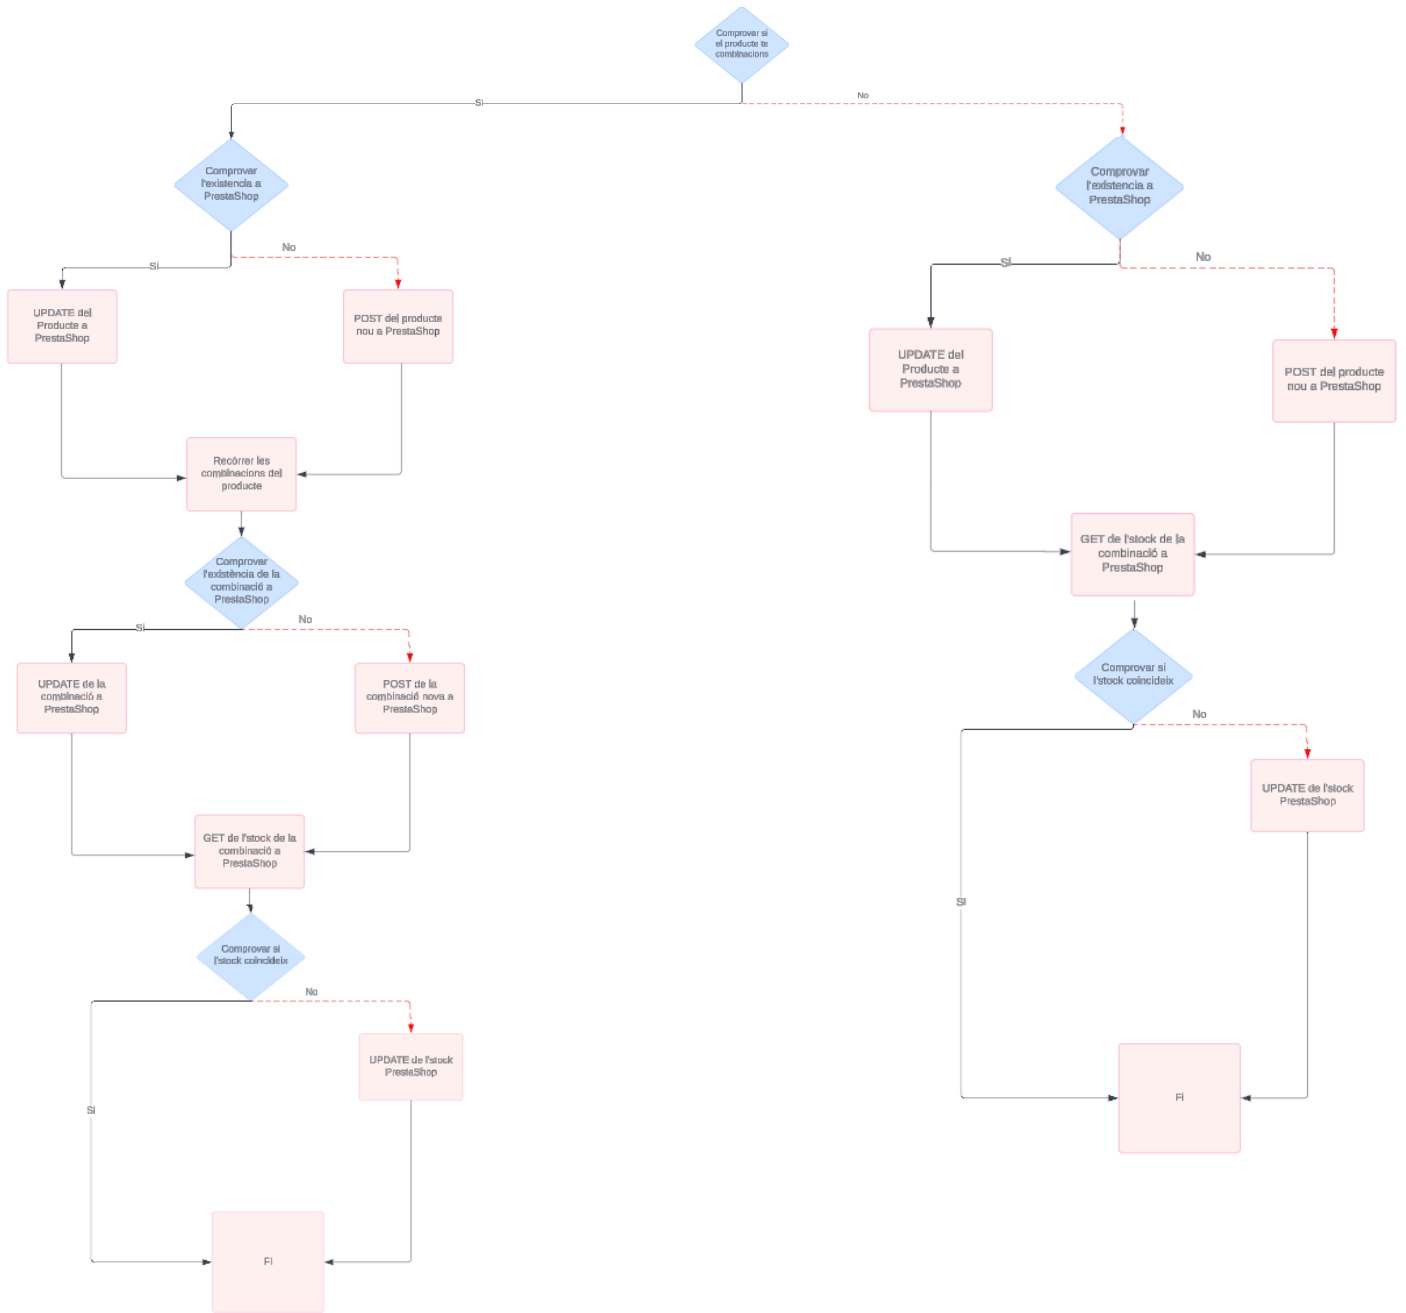 Comprovar si
el producte te
combinacions
Si
No
Comprovar
l'existencia a
PrestaShop
Comprovar
l'existencia a
PrestaShop
Si
No
Si
No
UPDATE del
Producte a
PrestaShop
POST del producte
nou a PrestaShop
UPDATE del
Producte a
PrestaShop
POST del producte
nou a PrestaShop
Recórrer les
combinacions del
producte
GET de l'stock de la
combinació a
PrestaShop
Comprovar
l'existència de la
combinació a
PrestaShop
Si
No
Comprovar si
l'stock coincideix
UPDATE de la
combinació a
PrestaShop
POST de la
combinació nova a
PrestaShop
No
UPDATE de l'stock
PrestaShop
GET de l'stock de la
combinació a
PrestaShop
Si
Comprovar si
l'stock coincideix
No
UPDATE de l'stock
PrestaShop
Si
Fi
Fi